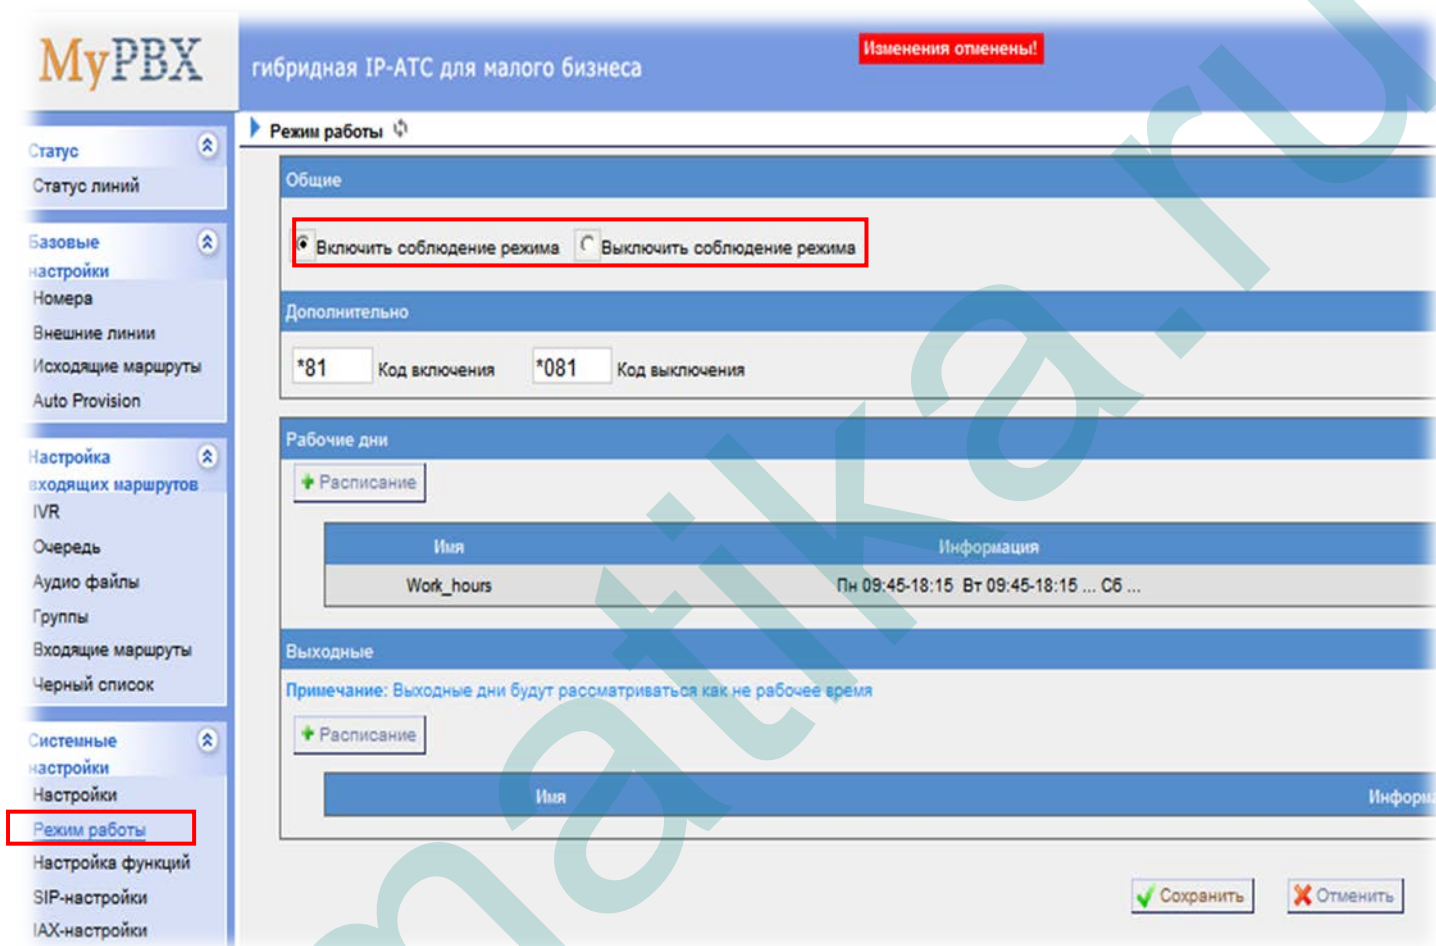 MyPBX
гибридная IP-АТС для малого бизнеса
Изменения отменены!
Статус
Статус линий
Базовые
настройки
Номера
Внешние линии
Исходящие маршруты
Auto Provision
Настройка
входящих маршрутов
IVR
Очередь
Аудио файлы
Группы
Входящие маршруты
Черный список
Системные
настройки
Настройки
Режим работы
Настройка функций
SIP-настройки
IAX-настройки
Режим работы
Общие
Включить соблюдение режима Выключить соблюдение режима
Дополнительно
*81 Код включения *081 Код выключения
Рабочие дни
Расписание
Имя Информация
Work_hours Пн 09:45-18:15 Вт 09:45-18:15 ... Сб ...
Выходные
Примечание: Выходные дни будут рассматриваться как не рабочее время
Расписание
Имя Информа
Сохранить Отменить
matika.ru